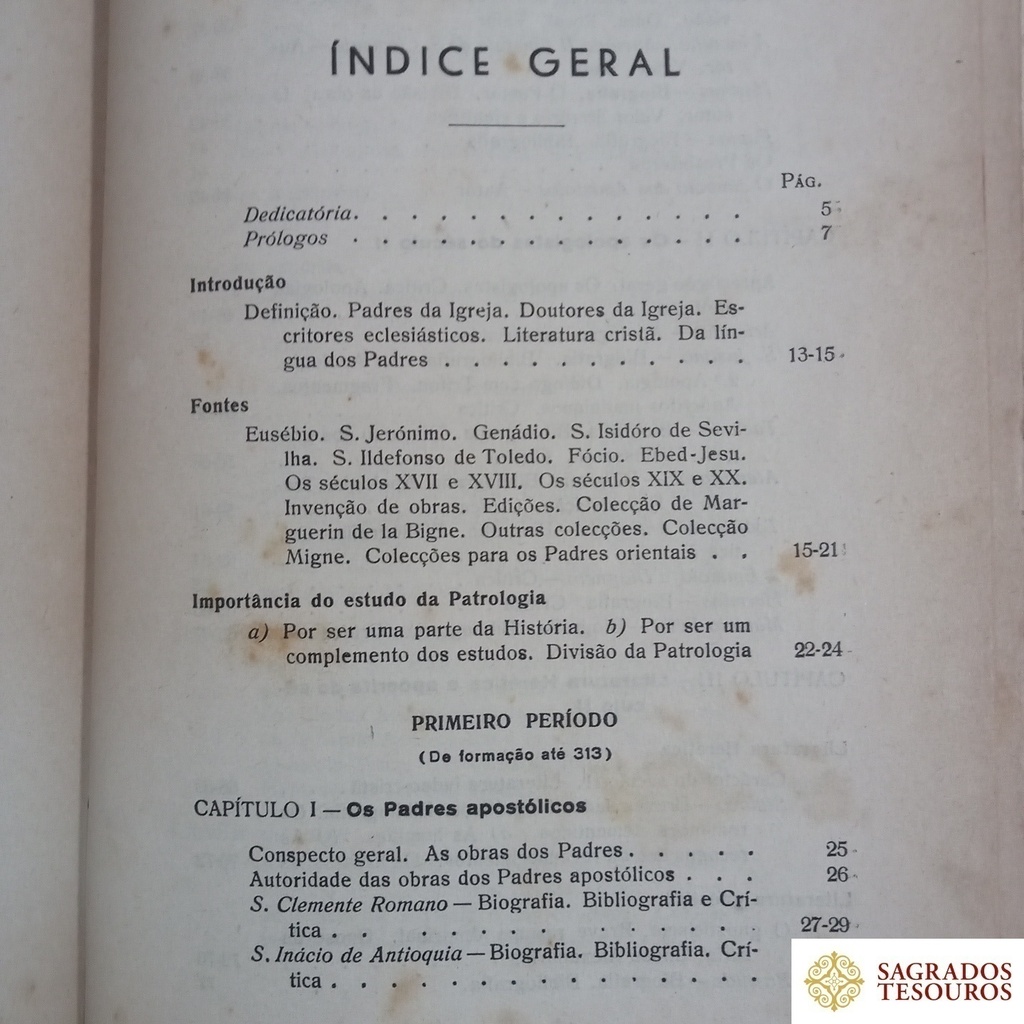 ÍNDICE GERAL
PÁG.
Dedicatória. . . . . . . . . . . . . . 5
Prólogos . . . . . . . . . . . . . . 7
Introdução
Definição. Padres da Igreja. Doutores da Igreja. Es-
critores eclesiásticos. Literatura cristã. Da lín-
gua dos Padres . . . . . . . . . . . 13-15
Fontes
Eusébio. S. Jerónimo. Genádio. S. Isidóro de Sevi-
lha. S. Ildefonso de Toledo. Fócio. Ebed-Jesu.
Os séculos XVII e XVIII. Os séculos XIX e XX.
Invenção de obras. Edições. Colecção de Mar-
guerin de la Bigne. Outras colecções. Colecção
Migne. Colecções para os Padres orientais . . 15-21
Importância do estudo da Patrologia
a) Por ser uma parte da História. b) Por ser um
complemento dos estudos. Divisão da Patrologia 22-24
PRIMEIRO PERÍODO
(De formação até 313)
CAPÍTULO I — Os Padres apostólicos
Conspecto geral. As obras dos Padres . . . . . 25
Autoridade das obras dos Padres apostólicos . . . 26
S. Clemente Romano — Biografia. Bibliografia e Crí-
tica . . . . . . . . . . . . . 27-29
S. Inácio de Antioquia — Biografia. Bibliografia. Crí-
tica . . . . . . . . . . . . . .
SAGRADOS
TESOUROS